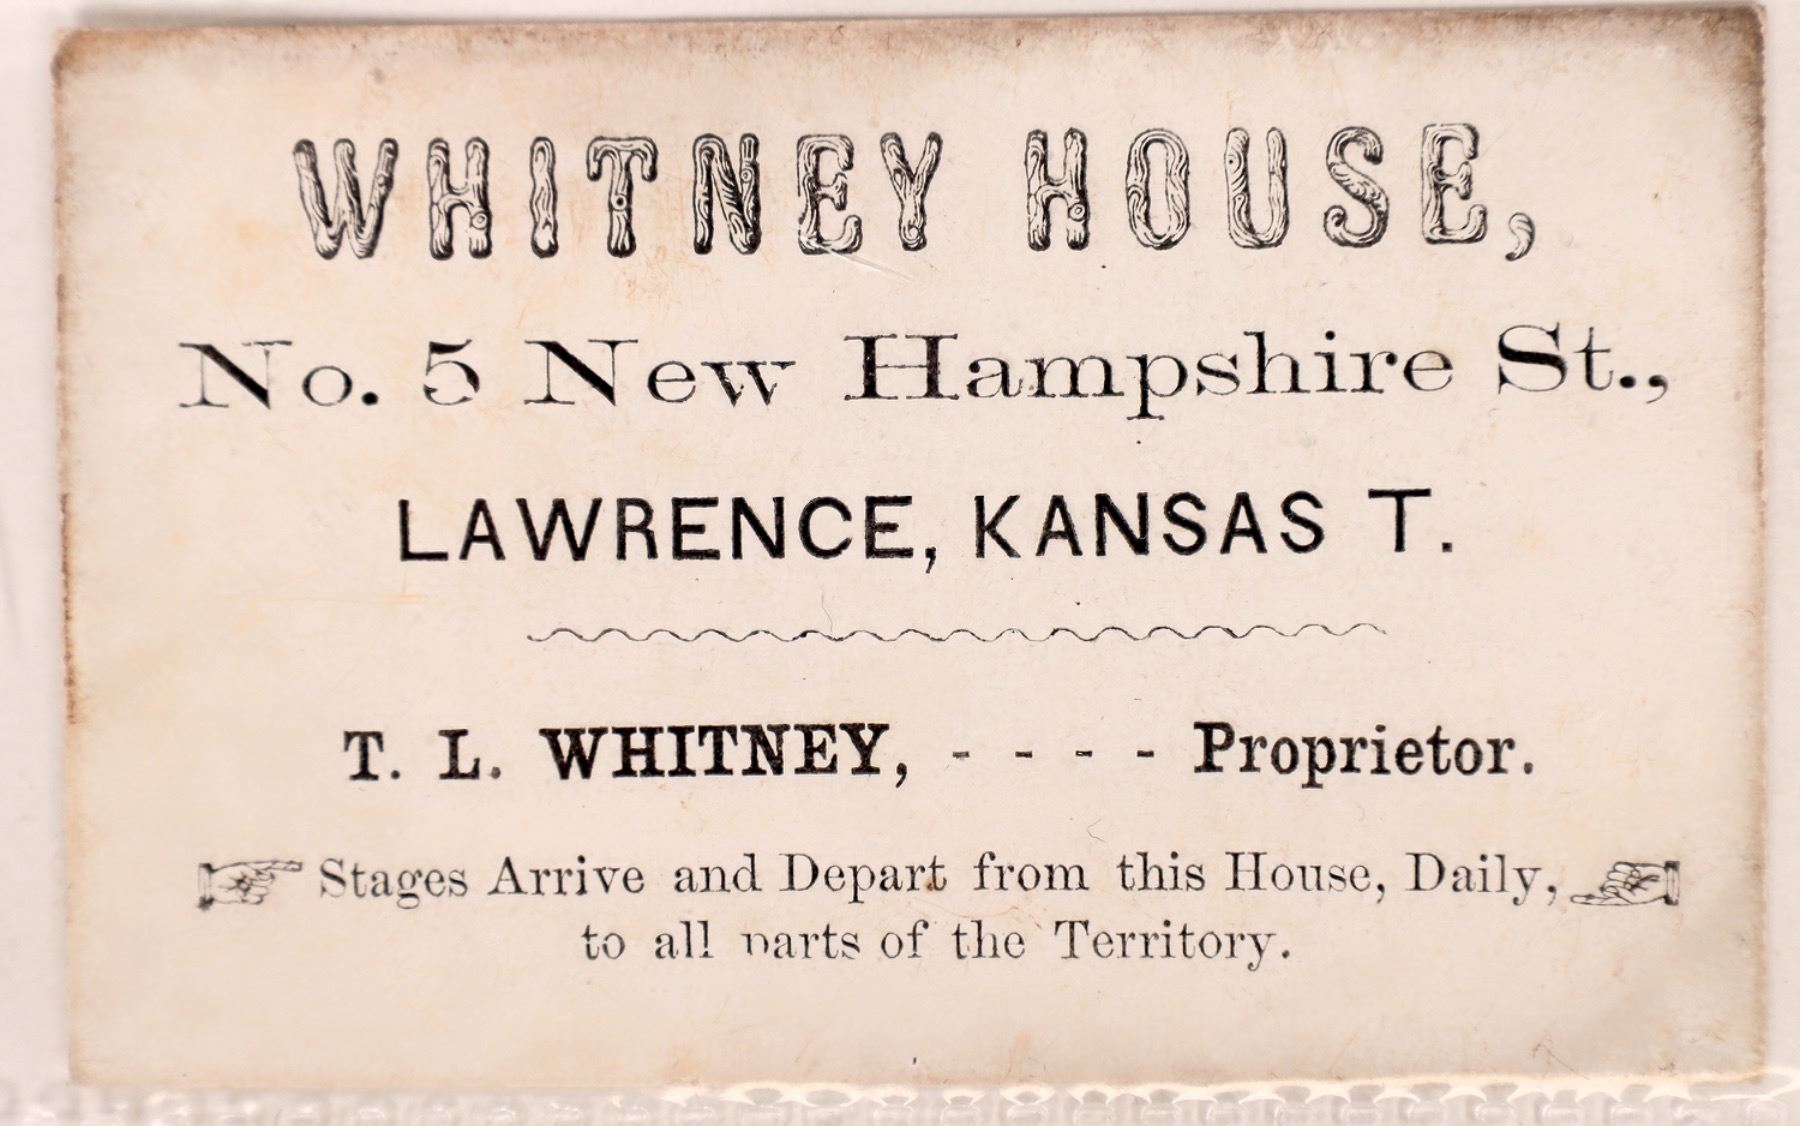 WHITNEY HOUSE,
No. 5 New Hampshire St.,
LAWRENCE, KANSAS T.
T. L. WHITNEY, - - - - Proprietor.
Stages Arrive and Depart from this House, Daily,
to all parts of the Territory.